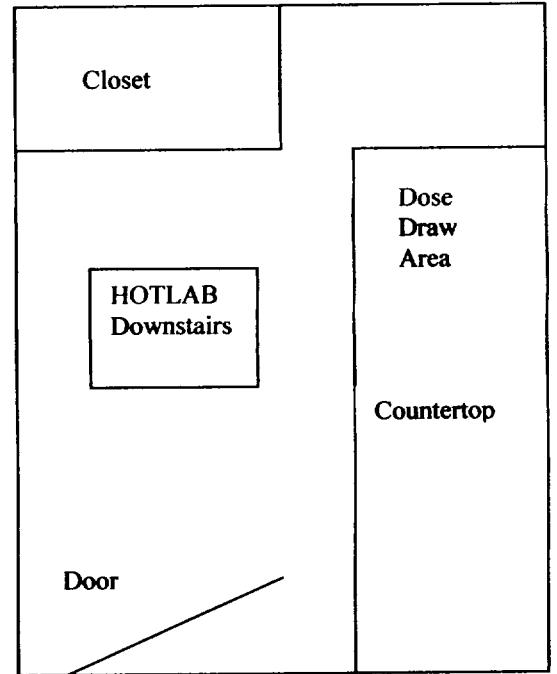 Closet
Dose
Draw
Area
HOTLAB
Downstairs
Countertop
Door